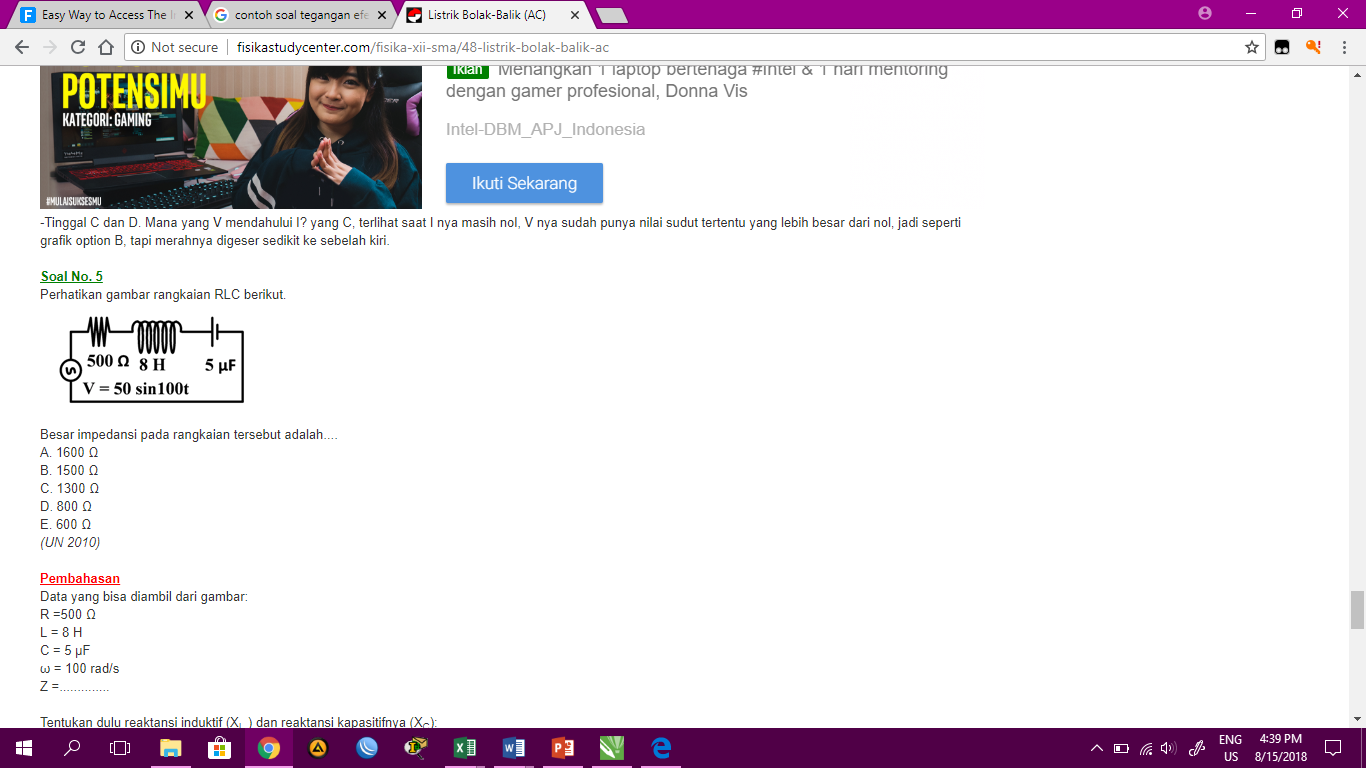 Easy Way to Access The I
contoh soal tegangan efe
Listrik Bolak-Balik (AC)
Not secure | fisikastudycenter.com/fisika-xii-sma/48-listrik-bolak-balik-ac
POTENSIMU
KATEGORI: GAMING
#MULAISUKSESMU
Iklan Menangkan 1 laptop bertenaga #intel & 1 hari mentoring
dengan gamer profesional, Donna Vis
Intel-DBM_APJ_Indonesia
Ikuti Sekarang
-Tinggal C dan D. Mana yang V mendahului I? yang C, terlihat saat I nya masih nol, V nya sudah punya nilai sudut tertentu yang lebih besar dari nol, jadi seperti
grafik option B, tapi merahnya digeser sedikit ke sebelah kiri.
Soal No. 5
Perhatikan gambar rangkaian RLC berikut.
500 Ω 8 H 5 μF
V = 50 sin100t
Besar impedansi pada rangkaian tersebut adalah....
A. 1600 Ω
B. 1500 Ω
C. 1300 Ω
D. 800 Ω
E. 600 Ω
(UN 2010)
Pembahasan
Data yang bisa diambil dari gambar:
R =500 Ω
L = 8 H
C = 5 μF
ω = 100 rad/s
Z =..............
Tentukan dulu reaktansi induktif (XL ) dan reaktansi kapasitifnya (XC):
ENG
US
4:39 PM
8/15/2018